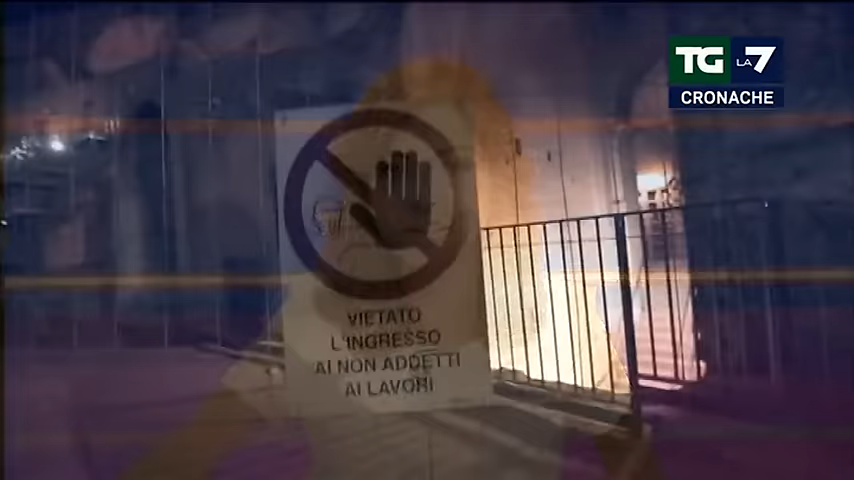 TG LA7
CRONACHE
VIETATO
L'INGRESSO
AI NON ADDETTI
AI LAVORI